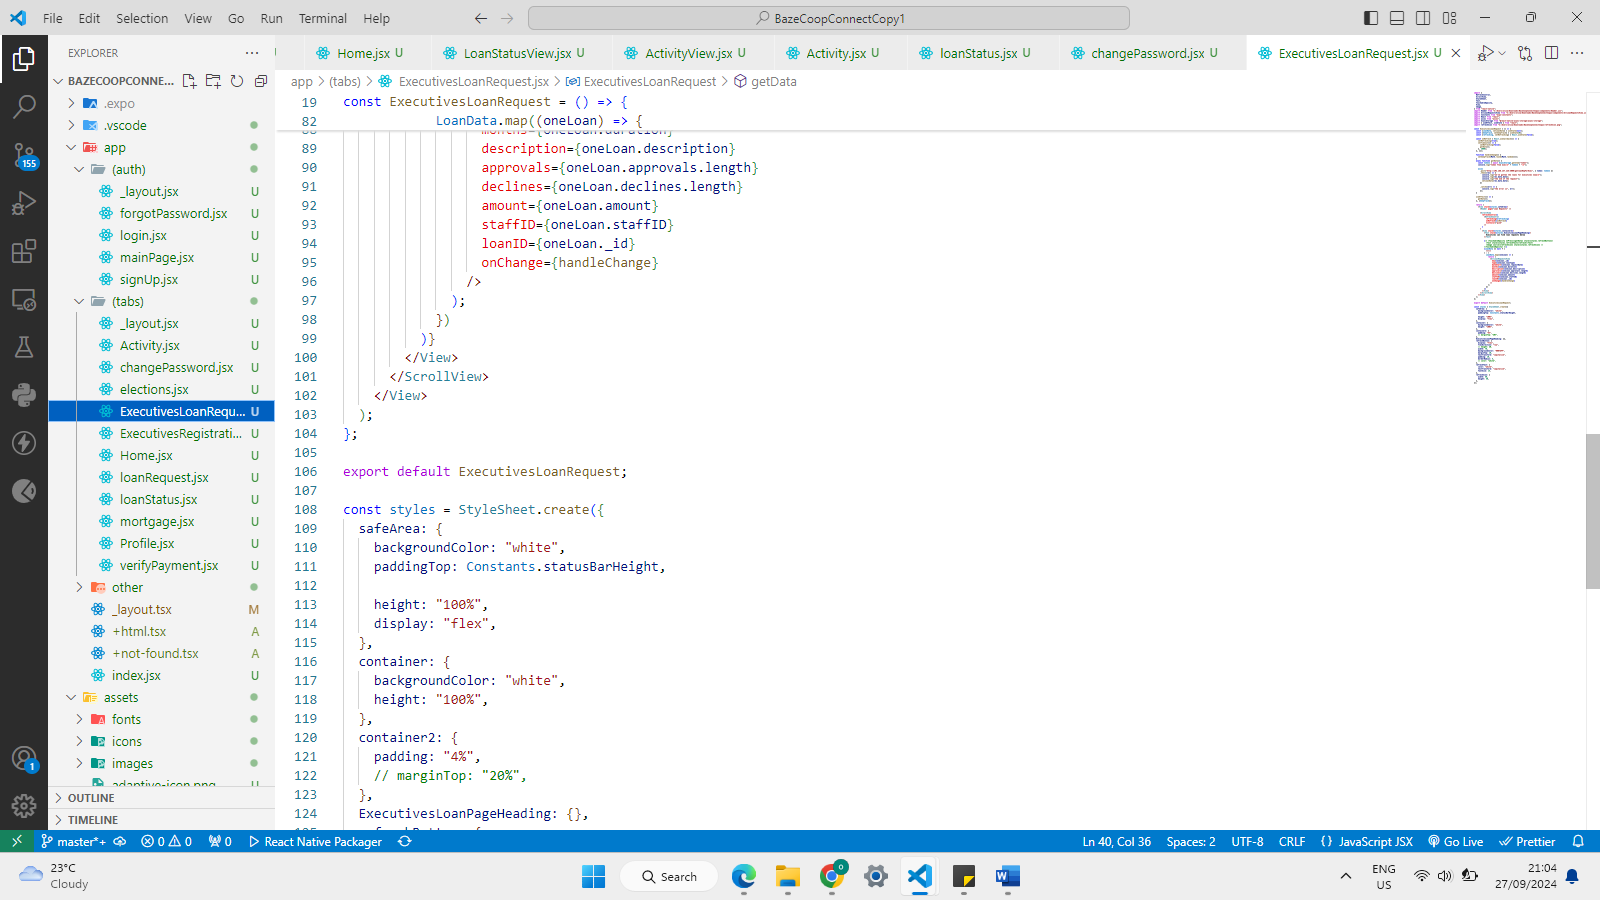 File Edit Selection View Go Run Terminal Help
BazeCoopConnectCopy1
EXPLORER
BAZECOOPCONNE...
.expo
.vscode
app
(auth)
_layout.jsx U
forgotPassword.jsx U
login.jsx U
mainPage.jsx U
signUp.jsx U
(tabs)
_layout.jsx U
Activity.jsx U
changePassword.jsx U
elections.jsx U
ExecutivesLoanRequ... U
ExecutivesRegistrati... U
Home.jsx U
loanRequest.jsx U
loanStatus.jsx U
mortgage.jsx U
Profile.jsx U
verifyPayment.jsx U
other
_layout.tsx M
+html.tsx A
+not-found.tsx A
index.jsx U
assets
fonts
icons
images
adaptive-icon.png U
OUTLINE
TIMELINE
155
1
Home.jsx U LoanStatusView.jsx U ActivityView.jsx U Activity.jsx U loanStatus.jsx U changePassword.jsx U ExecutivesLoanRequest.jsx U
app > (tabs) > ExecutivesLoanRequest.jsx > ExecutivesLoanRequest > getData
19 const ExecutivesLoanRequest = () => {
82 LoanData.map((oneLoan) => {
88 months={oneLoan.duration}
89 description={oneLoan.description}
90 approvals={oneLoan.approvals.length}
91 declines={oneLoan.declines.length}
92 amount={oneLoan.amount}
93 staffID={oneLoan.staffID}
94 loanID={oneLoan._id}
95 onChange={handleChange}
96 />
97 );
98 })
99 )}
100 </View>
101 </ScrollView>
102 </View>
103 );
104 };
105
106 export default ExecutivesLoanRequest;
107
108 const styles = StyleSheet.create({
109 safeArea: {
110 backgroundColor: "white",
111 paddingTop: Constants.statusBarHeight,
112
113 height: "100%",
114 display: "flex",
115 },
116 container: {
117 backgroundColor: "white",
118 height: "100%",
119 },
120 container2: {
121 padding: "4%",
122 // marginTop: "20%",
123 },
124 ExecutivesLoanPageHeading: {},
master*+ 0 0 0 React Native Packager Ln 40, Col 36 Spaces: 2 UTF-8 CRLF {} JavaScript JSX Go Live Prettier
23°C
Cloudy
Search
ENG
US
21:04
27/09/2024